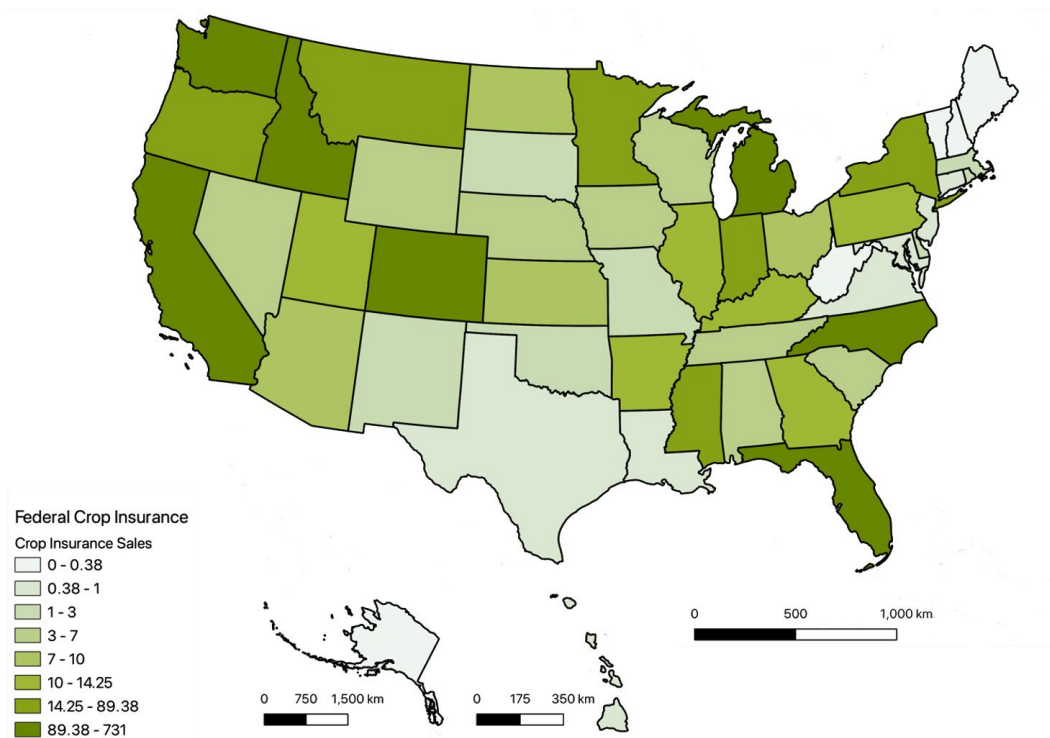 Federal Crop Insurance
Crop Insurance Sales
0 - 0.38
0.38 - 1
1 - 3
3 - 7
7 - 10
10 - 14.25
14.25 - 89.38
89.38 - 731
0 750 1,500 km
0 175 350 km
0 500 1,000 km